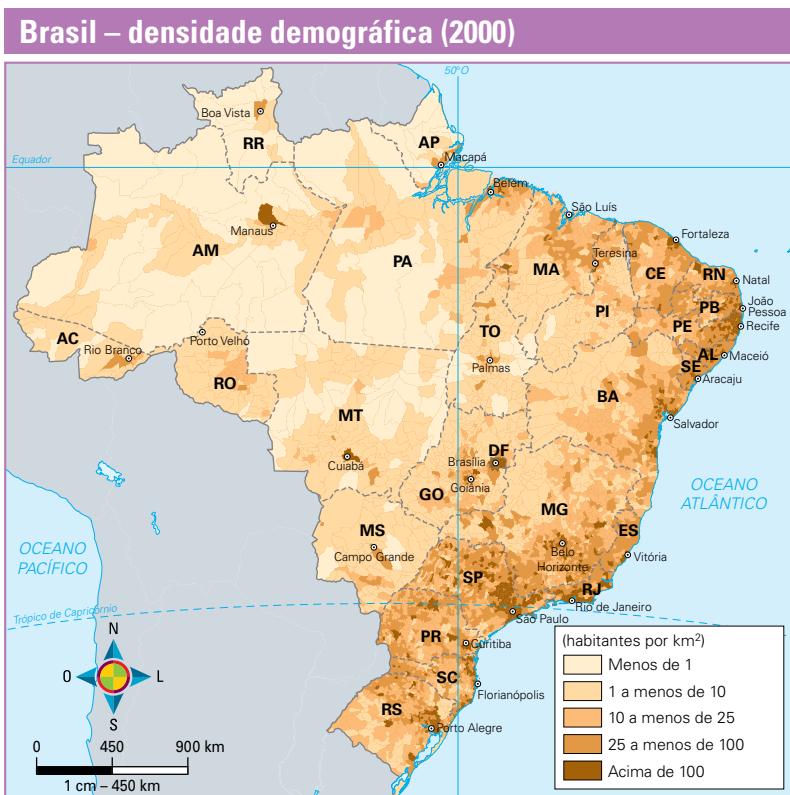 Brasil – densidade demográfica (2000)
50°O
Boa Vista
RR
AP
Macapá
Equador
Belém
São Luís
Manaus
Fortaleza
AM
PA
MA
Teresina
CE
RN
Natal
PI
PB
João
Pessoa
AC
Porto Velho
TO
PE
Recife
Rio Branco
Palmas
AL
Maceió
SE
Aracaju
RO
BA
MT
Salvador
DF
Brasília
Cuiabá
Goiânia
GO
OCEANO
ATLÂNTICO
MG
MS
ES
Campo Grande
Belo
Horizonte
Vitória
OCEANO
PACÍFICO
SP
RJ
Rio de Janeiro
Trópico de Capricórnio
São Paulo
PR
Curitiba
SC
Florianópolis
RS
Porto Alegre
N
O
L
S
0 450 900 km
1 cm – 450 km
(habitantes por km²)
Menos de 1
1 a menos de 10
10 a menos de 25
25 a menos de 100
Acima de 100